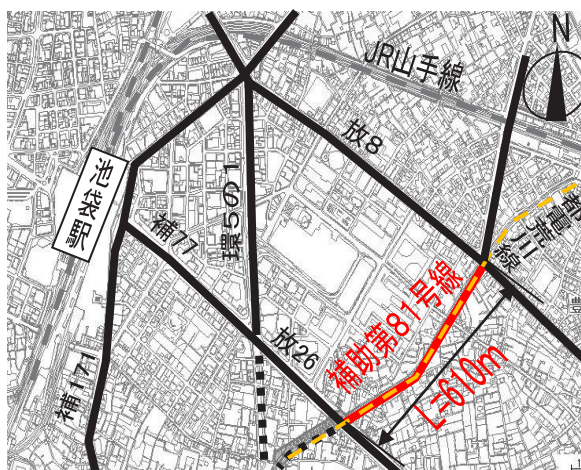 N
JR山手線
放8
池袋駅
環5の1
都電荒川線
補77
補助第81号線
放26
L=610m
補171